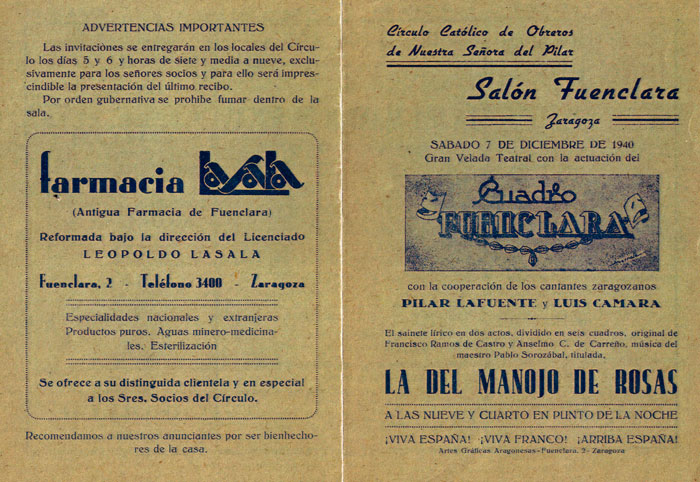 ADVERTENCIAS IMPORTANTES
Las invitaciones se entregarán en los locales del Círcu-
lo los días 5 y 6 y horas de siete y media a nueve, exclu-
sivamente para los señores socios y para ello será impres-
cindible la presentación del último recibo.
Por orden gubernativa se prohibe fumar dentro de la
sala.
farmacia Lasala
(Antigua Farmacia de Fuenclara)
Reformada bajo la dirección del Licenciado
LEOPOLDO LASALA
Fuenclara, 2 - Teléfono 3400 - Zaragoza
Especialidades nacionales y extranjeras
Productos puros. Aguas minero-medicina-
les. Esterilización
Se ofrece a su distinguida clientela y en especial
a los Sres. Socios del Círculo.
Recomendamos a nuestros anunciantes por ser bienhecho-
res de la casa.
Círculo Católico de Obreros
de Nuestra Señora del Pilar
Salón Fuenclara
Zaragoza
SABADO 7 DE DICIEMBRE DE 1940
Gran Velada Teatral con la actuación del
Cuadro
FUENCLARA
con la cooperación de los cantantes zaragozanos
PILAR LAFUENTE y LUIS CAMARA
El sainete lírico en dos actos, dividido en seis cuadros, original de
Francisco Ramos de Castro y Anselmo C. de Carreño, música del
maestro Pablo Sorozábal, titulada,
LA DEL MANOJO DE ROSAS
A LAS NUEVE Y CUARTO EN PUNTO DE LA NOCHE
¡VIVA ESPAÑA! ¡VIVA FRANCO! ¡ARRIBA ESPAÑA!
Artes Gráficas Aragonesas-Fuenclara, 2-Zaragoza